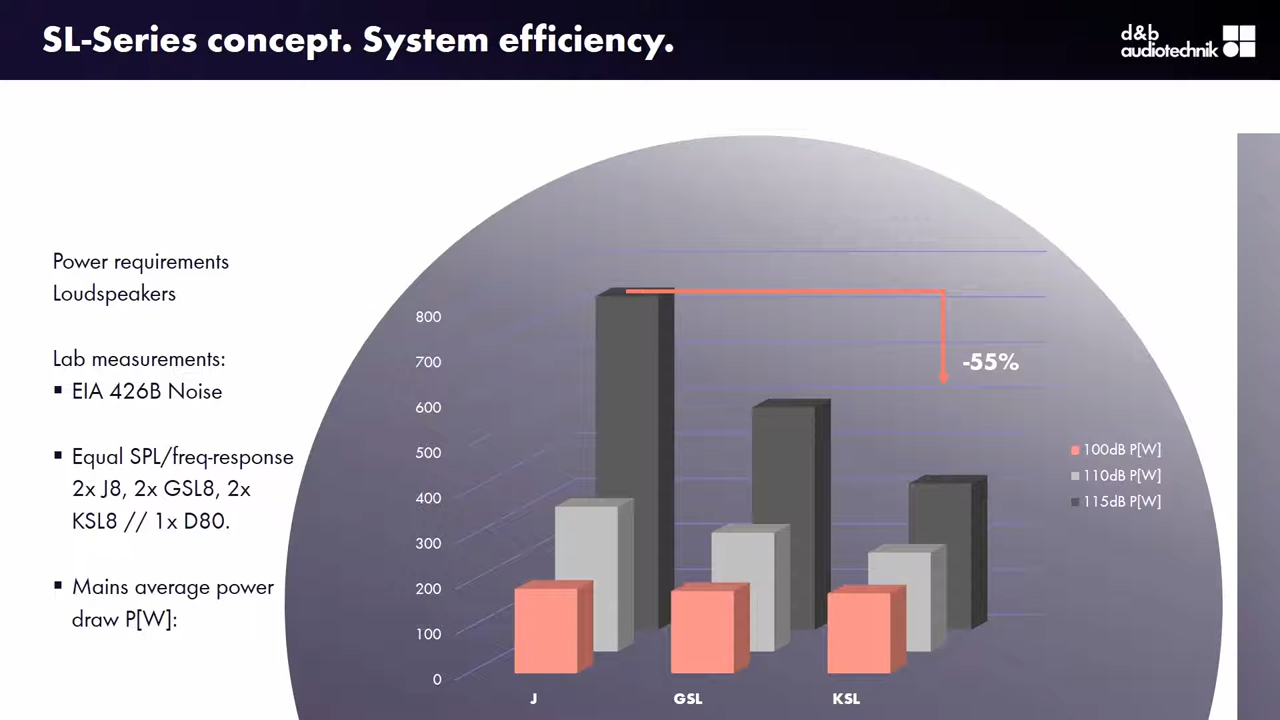 SL-Series concept. System efficiency.
d&b
audiotechnik
Power requirements
Loudspeakers
Lab measurements:
▪ EIA 426B Noise
▪ Equal SPL/freq-response
2x J8, 2x GSL8, 2x
KSL8 // 1x D80.
▪ Mains average power
draw P[W]:
800
700
600
500
400
300
200
100
0
J
GSL
KSL
-55%
100dB P[W]
110dB P[W]
115dB P[W]